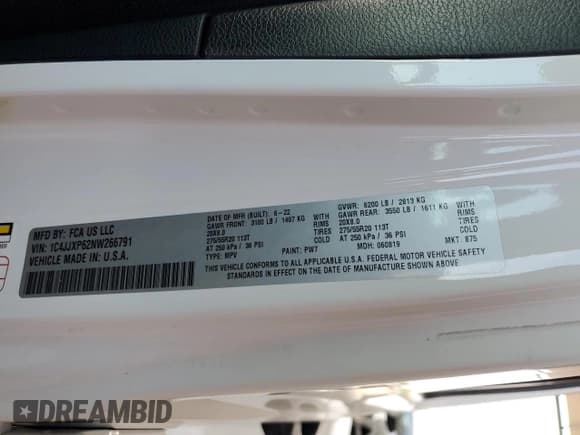 MFD BY: FCA US LLC
VIN: 1C4JJXP62NW266791
VEHICLE MADE IN: U.S.A.
DATE OF MFR (BUILT): 6-22
GAWR FRONT: 3100 LB / 1407 KG WITH
20X8.0 RIMS
275/55R20 113T TIRES
AT 250 kPa / 36 PSI COLD
TYPE: MPV PAINT: PW7
GVWR: 6200 LB / 2813 KG
GAWR REAR: 3550 LB / 1611 KG WITH
20X8.0 RIMS
275/55R20 113T TIRES
AT 250 kPa / 36 PSI COLD
MDH: 060819 MKT: 875
THIS VEHICLE CONFORMS TO ALL APPLICABLE U.S.A. FEDERAL MOTOR VEHICLE SAFETY
STANDARDS IN EFFECT ON THE DATE OF MANUFACTURE SHOWN ABOVE
DREAMBID